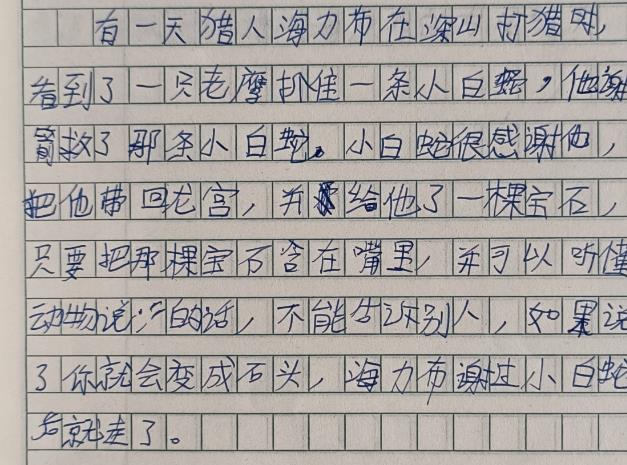 有一天猎人海力布在深山打猎时,
看到了一只老摩抓住一条小白蛇,他谢
箭救了那条小白蛇。小白蛇很感谢他,
把他带回龙宫,并给他了一棵宝石,
只要把那棵宝石含在嘴里,并可以听懂
动物说的话,不能告诉别人,如果说
了你就会变成石头,海力布谢过小白蛇
后就走了。